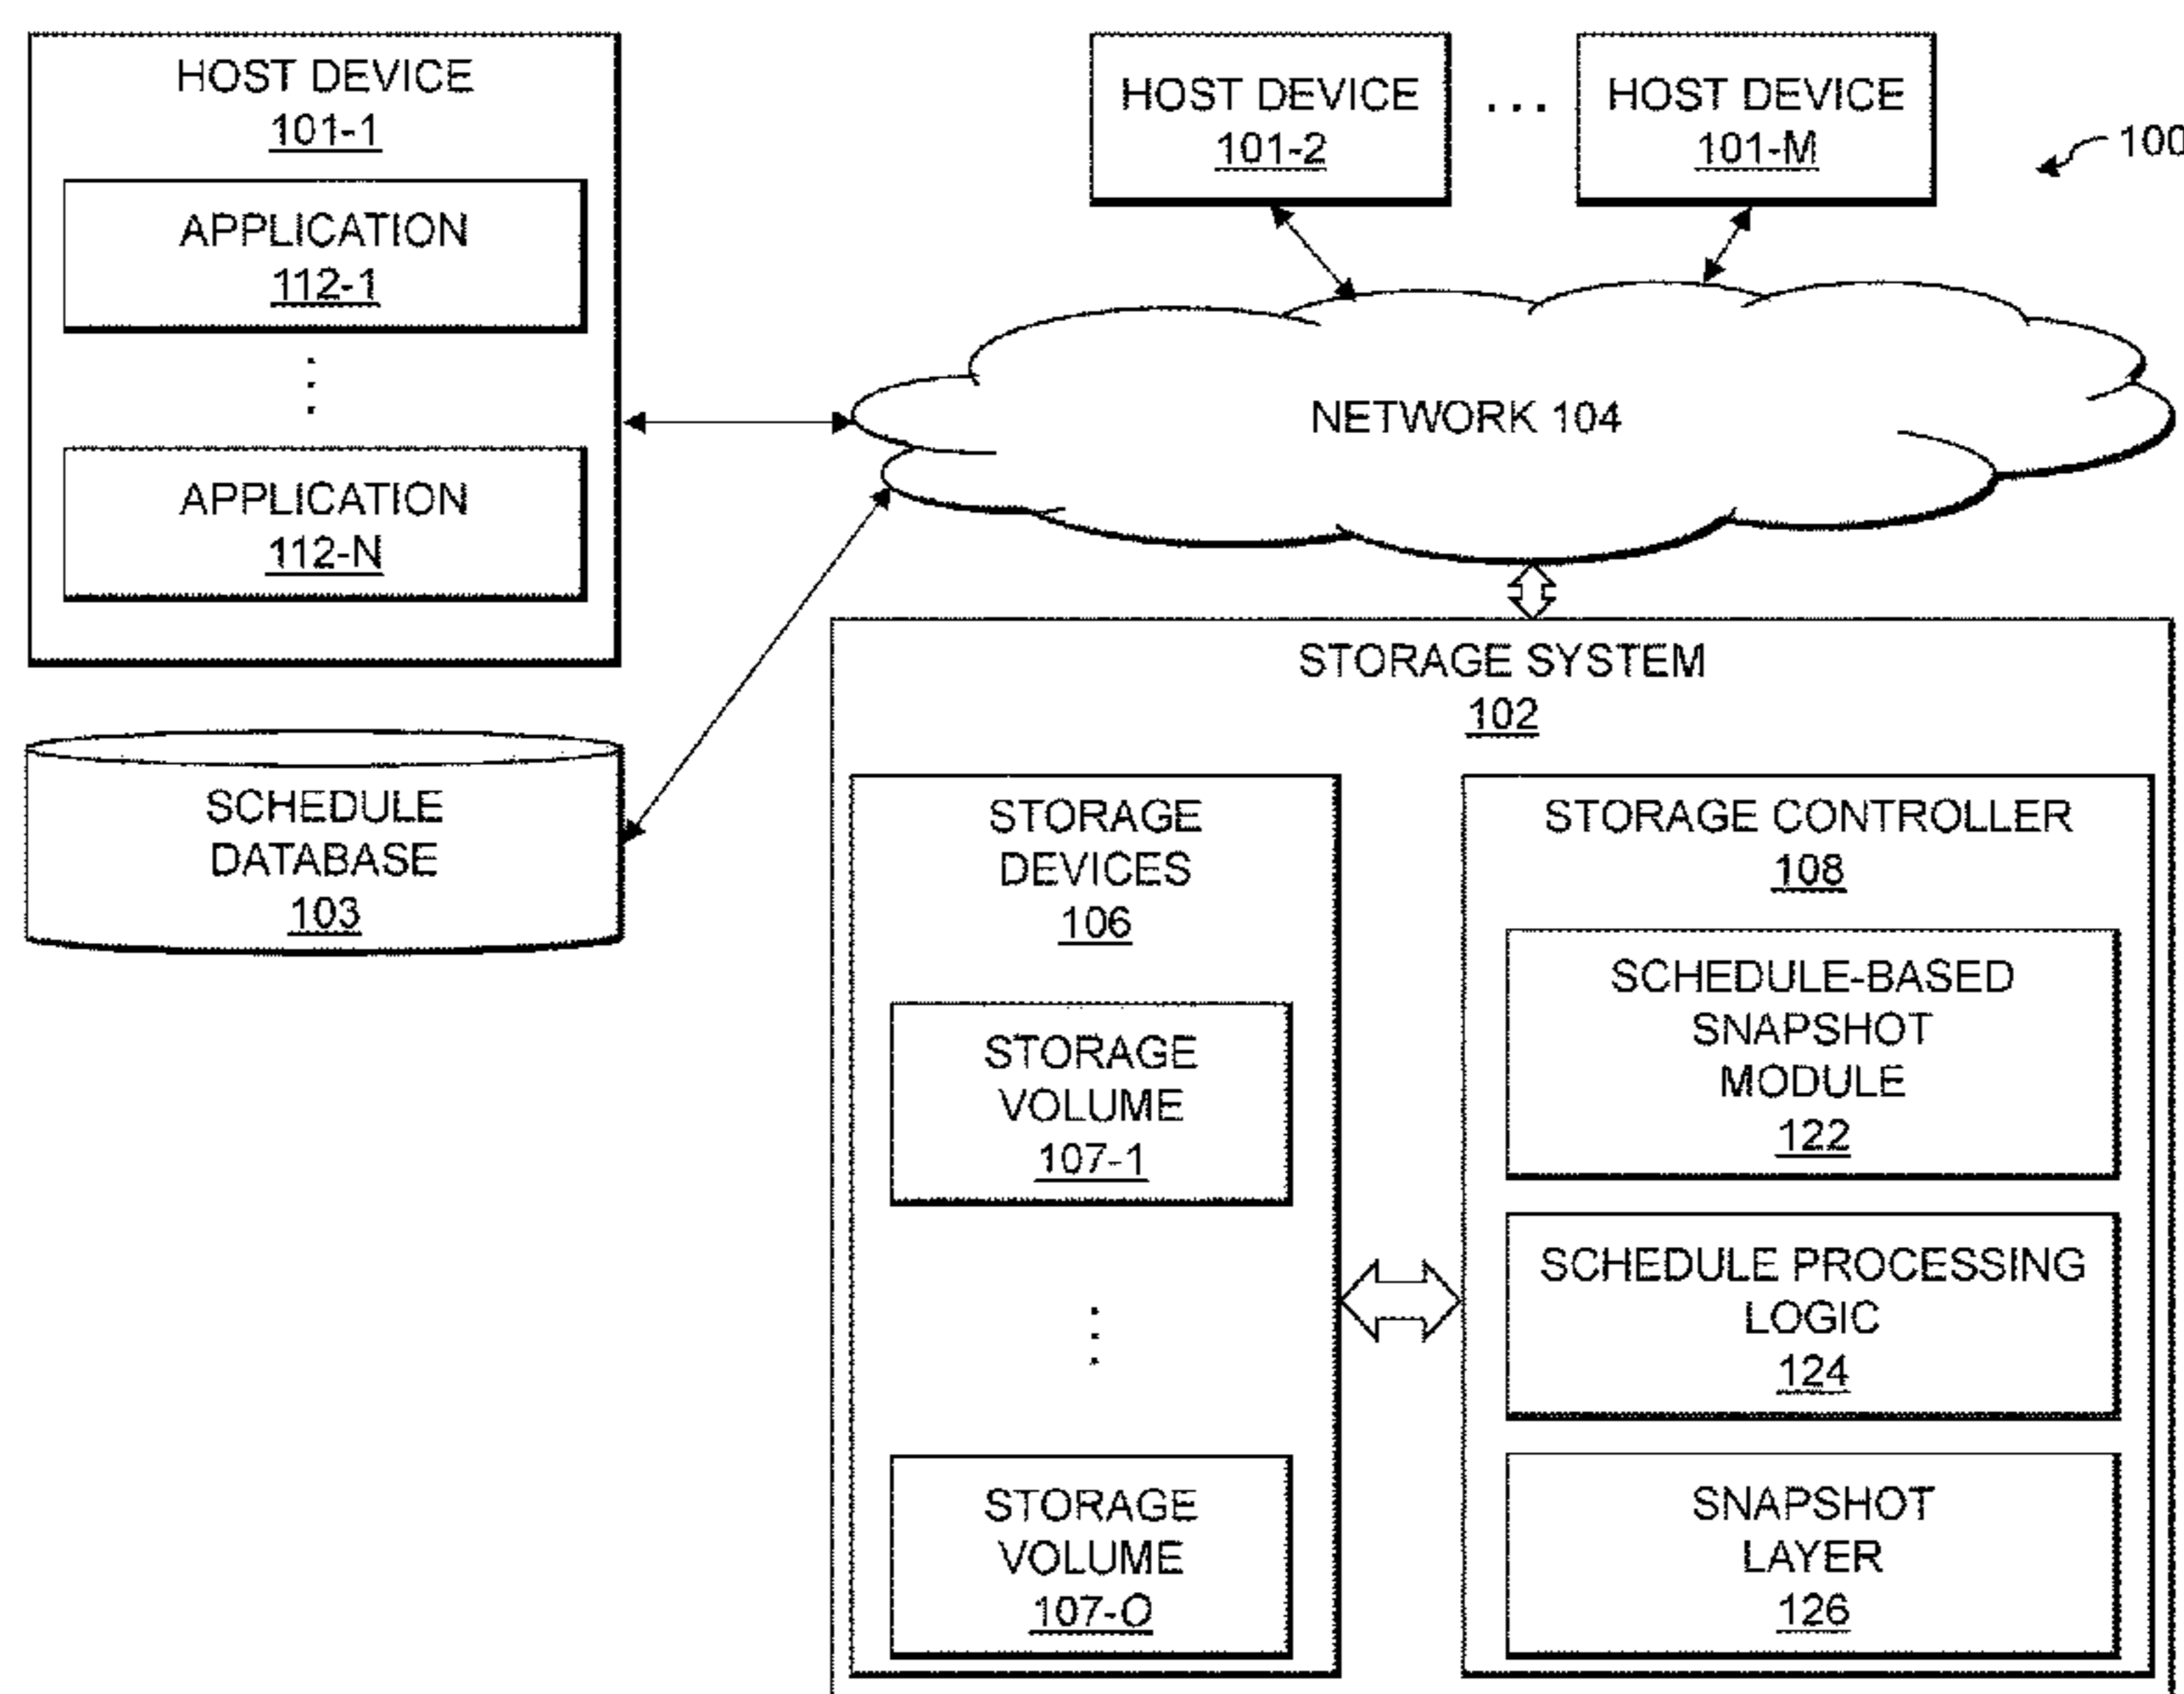 HOST DEVICE
101-1
APPLICATION
112-1
APPLICATION
112-N
HOST DEVICE
101-2
...
HOST DEVICE
101-M
100
NETWORK 104
SCHEDULE
DATABASE
103
STORAGE SYSTEM
102
STORAGE
DEVICES
106
STORAGE
VOLUME
107-1
STORAGE
VOLUME
107-O
STORAGE CONTROLLER
108
SCHEDULE-BASED
SNAPSHOT
MODULE
122
SCHEDULE PROCESSING
LOGIC
124
SNAPSHOT
LAYER
126